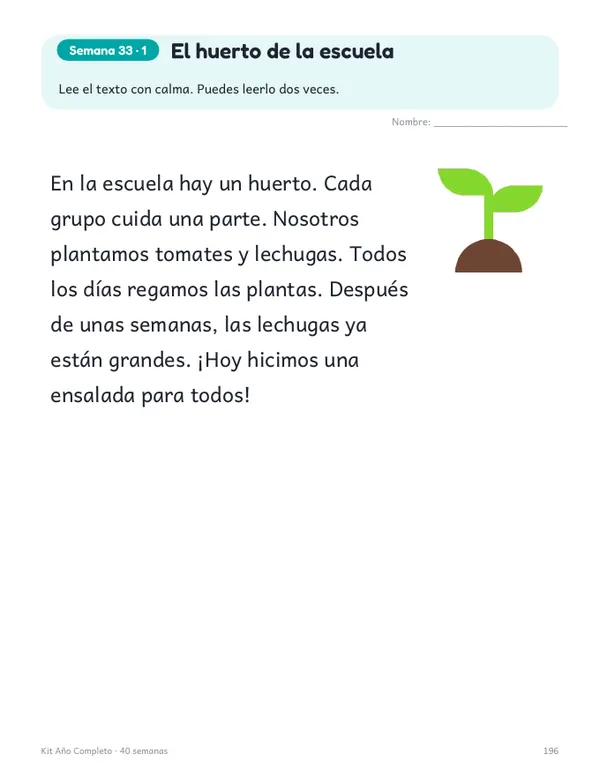 Semana 33 · 1
El huerto de la escuela
Lee el texto con calma. Puedes leerlo dos veces.
Nombre: ____________________________
En la escuela hay un huerto. Cada
grupo cuida una parte. Nosotros
plantamos tomates y lechugas. Todos
los días regamos las plantas. Después
de unas semanas, las lechugas ya
están grandes. ¡Hoy hicimos una
ensalada para todos!
Kit Año Completo · 40 semanas
196